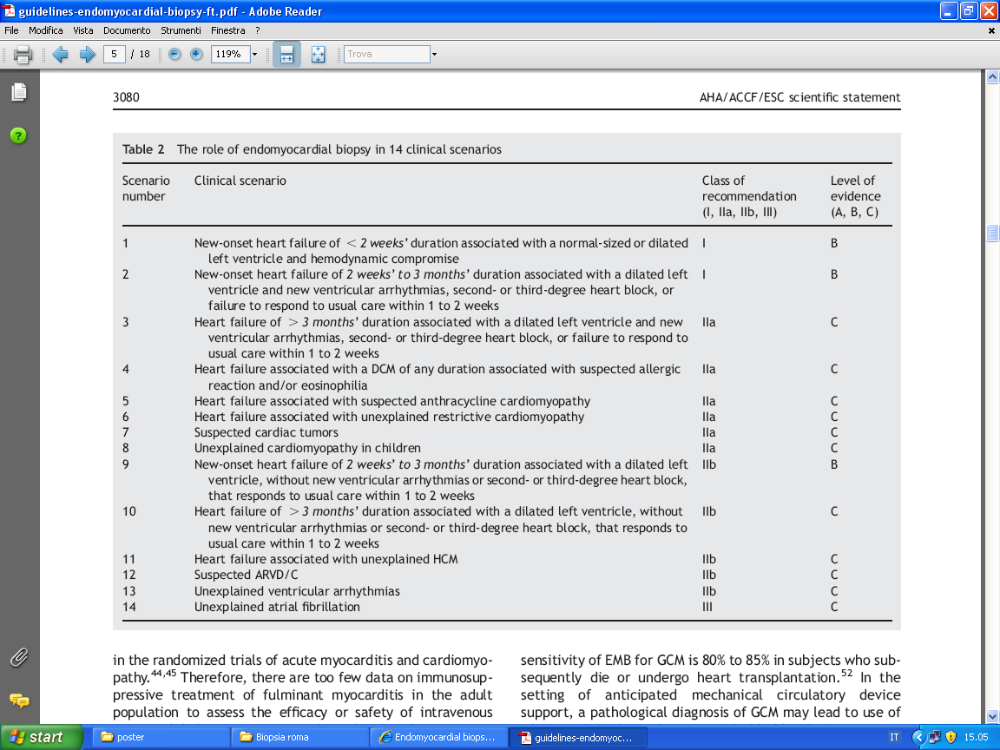 guidelines-endomyocardial-biopsy-ft.pdf - Adobe Reader
File Modifica Vista Documento Strumenti Finestra ?
5 / 18 119% Trova
3080 AHA/ACCF/ESC scientific statement
Table 2 The role of endomyocardial biopsy in 14 clinical scenarios
Scenario Clinical scenario Class of Level of
number recommendation evidence
(I, IIa, IIb, III) (A, B, C)
1 New-onset heart failure of < 2 weeks' duration associated with a normal-sized or dilated I B
left ventricle and hemodynamic compromise
2 New-onset heart failure of 2 weeks' to 3 months' duration associated with a dilated left I B
ventricle and new ventricular arrhythmias, second- or third-degree heart block, or
failure to respond to usual care within 1 to 2 weeks
3 Heart failure of > 3 months' duration associated with a dilated left ventricle and new IIa C
ventricular arrhythmias, second- or third-degree heart block, or failure to respond to
usual care within 1 to 2 weeks
4 Heart failure associated with a DCM of any duration associated with suspected allergic IIa C
reaction and/or eosinophilia
5 Heart failure associated with suspected anthracycline cardiomyopathy IIa C
6 Heart failure associated with unexplained restrictive cardiomyopathy IIa C
7 Suspected cardiac tumors IIa C
8 Unexplained cardiomyopathy in children IIa C
9 New-onset heart failure of 2 weeks' to 3 months' duration associated with a dilated left IIb B
ventricle, without new ventricular arrhythmias or second- or third-degree heart block,
that responds to usual care within 1 to 2 weeks
10 Heart failure of > 3 months' duration associated with a dilated left ventricle, without IIb C
new ventricular arrhythmias or second- or third-degree heart block, that responds to
usual care within 1 to 2 weeks
11 Heart failure associated with unexplained HCM IIb C
12 Suspected ARVD/C IIb C
13 Unexplained ventricular arrhythmias IIb C
14 Unexplained atrial fibrillation III C
in the randomized trials of acute myocarditis and cardiomyo-
pathy.44,45 Therefore, there are too few data on immunosup-
pressive treatment of fulminant myocarditis in the adult
population to assess the efficacy or safety of intravenous
sensitivity of EMB for GCM is 80% to 85% in subjects who sub-
sequently die or undergo heart transplantation.52 In the
setting of anticipated mechanical circulatory device
support, a pathological diagnosis of GCM may lead to use of
start poster Biopsia roma Endomyocardial biops... guidelines-endomyoc... IT 15.05